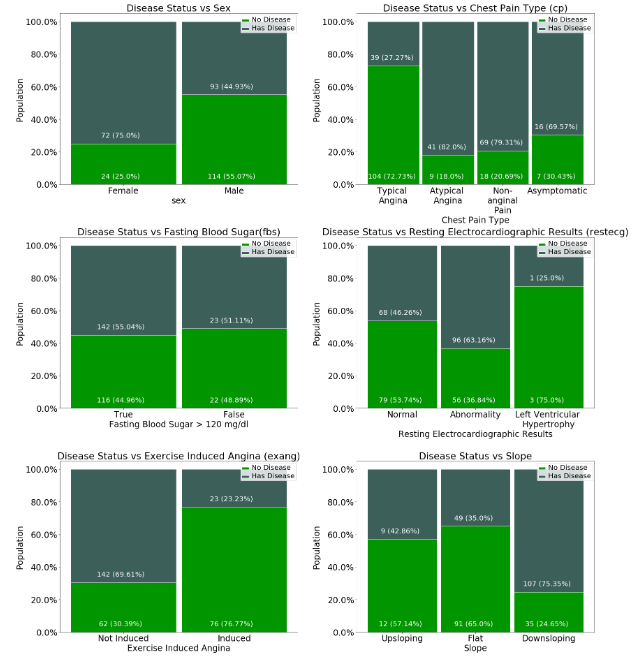 Disease Status vs Sex
No Disease
Has Disease
100.0%
80.0%
60.0%
40.0%
20.0%
0.0%
Population
72 (75.0%)
24 (25.0%)
93 (44.93%)
114 (55.07%)
Female
Male
sex
Disease Status vs Chest Pain Type (cp)
No Disease
Has Disease
100.0%
80.0%
60.0%
40.0%
20.0%
0.0%
Population
39 (27.27%)
104 (72.73%)
41 (82.0%)
9 (18.0%)
69 (79.31%)
18 (20.69%)
16 (69.57%)
7 (30.43%)
Typical
Angina
Atypical
Angina
Non-
anginal
Pain
Asymptomatic
Chest Pain Type
Disease Status vs Fasting Blood Sugar(fbs)
No Disease
Has Disease
100.0%
80.0%
60.0%
40.0%
20.0%
0.0%
Population
142 (55.04%)
116 (44.96%)
23 (51.11%)
22 (48.89%)
True
False
Fasting Blood Sugar > 120 mg/dl
Disease Status vs Resting Electrocardiographic Results (restecg)
No Disease
Has Disease
100.0%
80.0%
60.0%
40.0%
20.0%
0.0%
Population
68 (46.26%)
79 (53.74%)
96 (63.16%)
56 (36.84%)
1 (25.0%)
3 (75.0%)
Normal
Abnormality
Left Ventricular
Hypertrophy
Resting Electrocardiographic Results
Disease Status vs Exercise Induced Angina (exang)
No Disease
Has Disease
100.0%
80.0%
60.0%
40.0%
20.0%
0.0%
Population
142 (69.61%)
62 (30.39%)
23 (23.23%)
76 (76.77%)
Not Induced
Induced
Exercise Induced Angina
Disease Status vs Slope
No Disease
Has Disease
100.0%
80.0%
60.0%
40.0%
20.0%
0.0%
Population
9 (42.86%)
12 (57.14%)
49 (35.0%)
91 (65.0%)
107 (75.35%)
35 (24.65%)
Upsloping
Flat
Downsloping
Slope